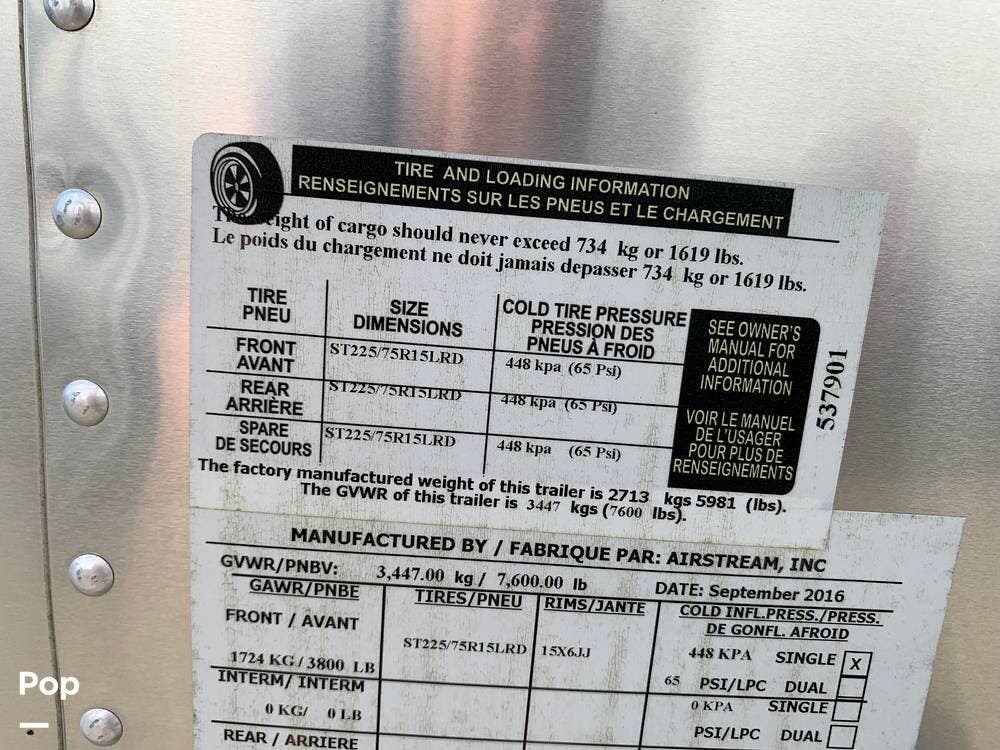 TIRE AND LOADING INFORMATION
RENSEIGNEMENTS SUR LES PNEUS ET LE CHARGEMENT
of cargo should never exceed 734 kg or 1619 lbs.
Le poids du chargement ne doit jamais depasser 734 kg or 1619 lbs.
TIRE
PNEU
SIZE
DIMENSIONS
COLD TIRE PRESSURE
PRESSION DES
PNEUS À FROID
FRONT
AVANT
ST225/75R15LRD
448 kpa (65 Psi)
REAR
ARRIÈRE
ST225/75R15LRD
448 kpa (65 Psi)
SPARE
DE SECOURS
ST225/75R15LRD
448 kpa (65 Psi)
SEE OWNER'S
MANUAL FOR
ADDITIONAL
INFORMATION
VOIR LE MANUEL
DE L'USAGER
POUR PLUS DE
RENSEIGNEMENTS
537901
The factory manufactured weight of this trailer is 2713 kgs 5981 (lbs).
The GVWR of this trailer is 3447 kgs (7600 lbs).
MANUFACTURED BY / FABRIQUE PAR: AIRSTREAM, INC
GVWR/PNBV: 3,447.00 kg / 7,600.00 lb DATE: September 2016
GAWR/PNBE TIRES/PNEU RIMS/JANTE COLD INFL.PRESS./PRESS.
DE GONFL. AFROID
FRONT / AVANT
1724 KG / 3800 LB
ST225/75R15LRD
15X6JJ
448 KPA SINGLE X
65 PSI/LPC DUAL
INTERM/ INTERM
0 KG/ 0 LB
0 KPA SINGLE
PSI/LPC DUAL
REAR / ARRIERE
Pop